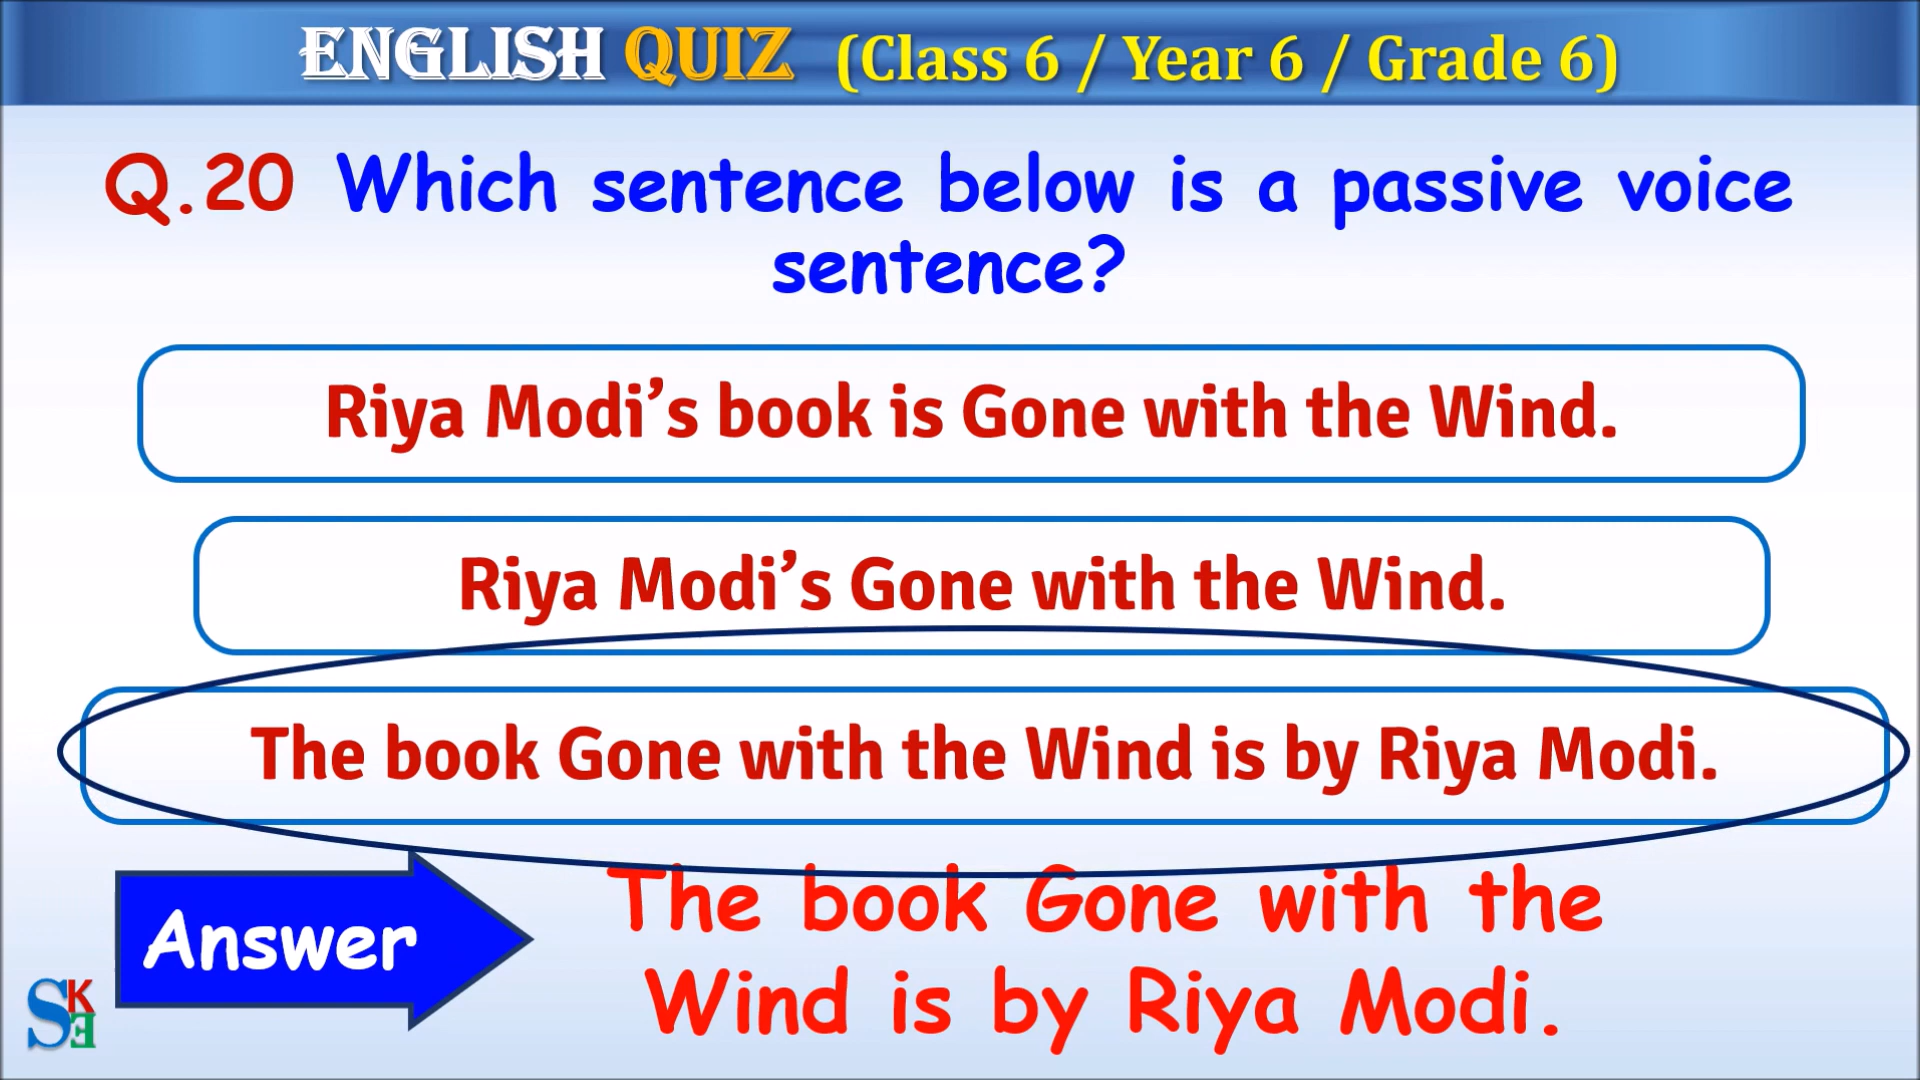 ENGLISH QUIZ (Class 6 / Year 6 / Grade 6)
Q.20 Which sentence below is a passive voice
sentence?
Riya Modi’s book is Gone with the Wind.
Riya Modi’s Gone with the Wind.
The book Gone with the Wind is by Riya Modi.
Answer
The book Gone with the
Wind is by Riya Modi.
SKE